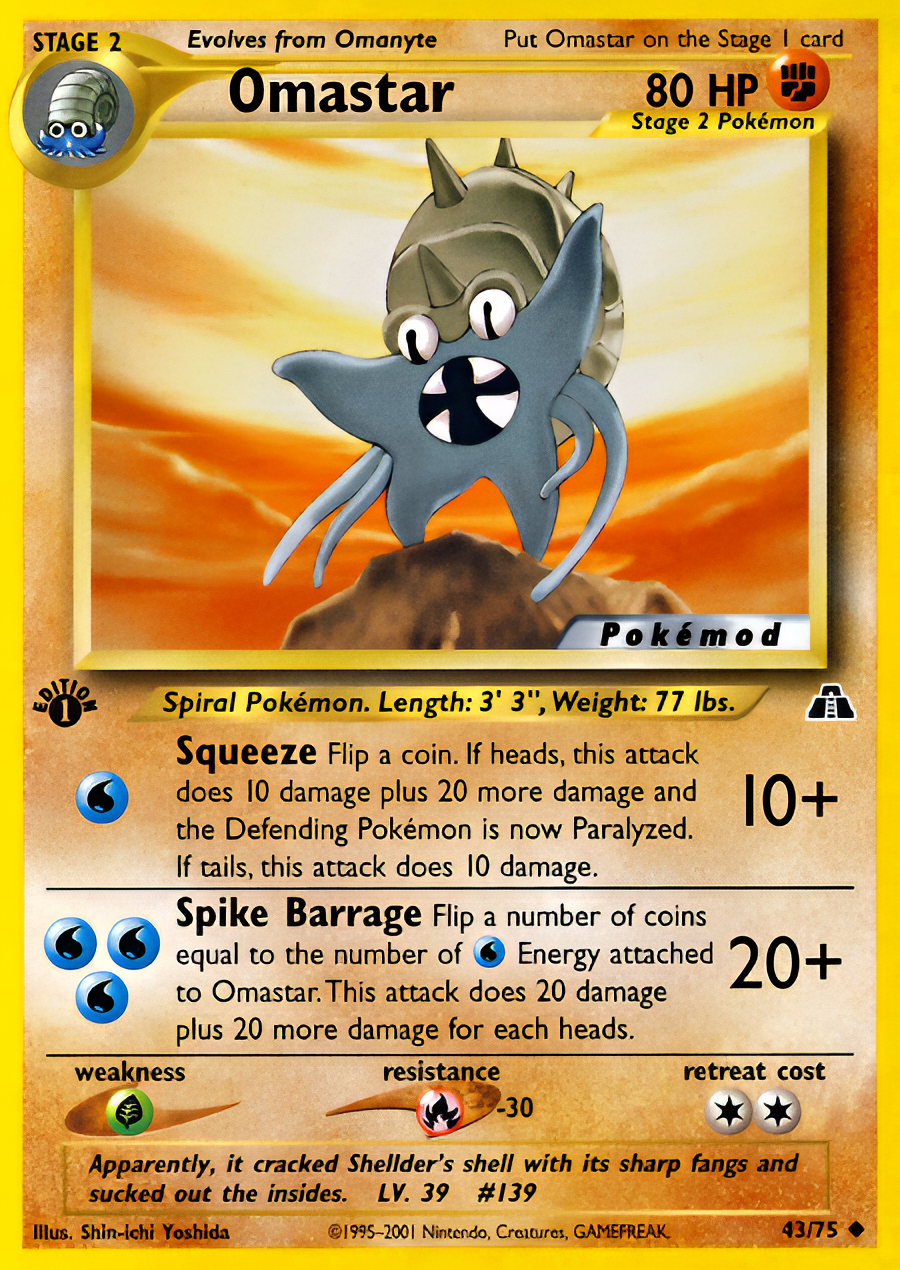 STAGE 2 Evolves from Omanyte Put Omastar on the Stage 1 card
Omastar 80 HP
Stage 2 Pokémon
Pokémod
EDITION
1
Spiral Pokémon. Length: 3' 3", Weight: 77 lbs.
Squeeze Flip a coin. If heads, this attack
does 10 damage plus 20 more damage and
the Defending Pokémon is now Paralyzed.
If tails, this attack does 10 damage.
10+
Spike Barrage Flip a number of coins
equal to the number of Energy attached
to Omastar. This attack does 20 damage
plus 20 more damage for each heads.
20+
weakness resistance retreat cost
-30
Apparently, it cracked Shellder's shell with its sharp fangs and
sucked out the insides. LV. 39 #139
Illus. Shin-ichi Yoshida ©1995-2001 Nintendo, Creatures, GAMEFREAK. 43/75